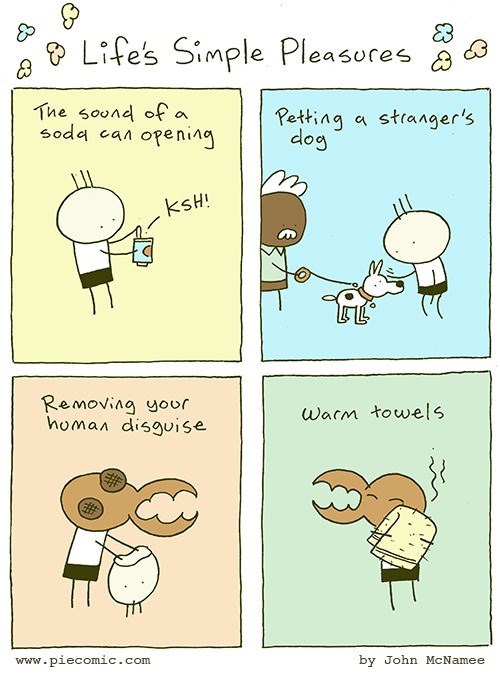 Life's Simple Pleasures
The sound of a
soda can opening
KSH!
Petting a stranger's
dog
Removing your
human disguise
Warm towels
www.piecomic.com
by John McNamee